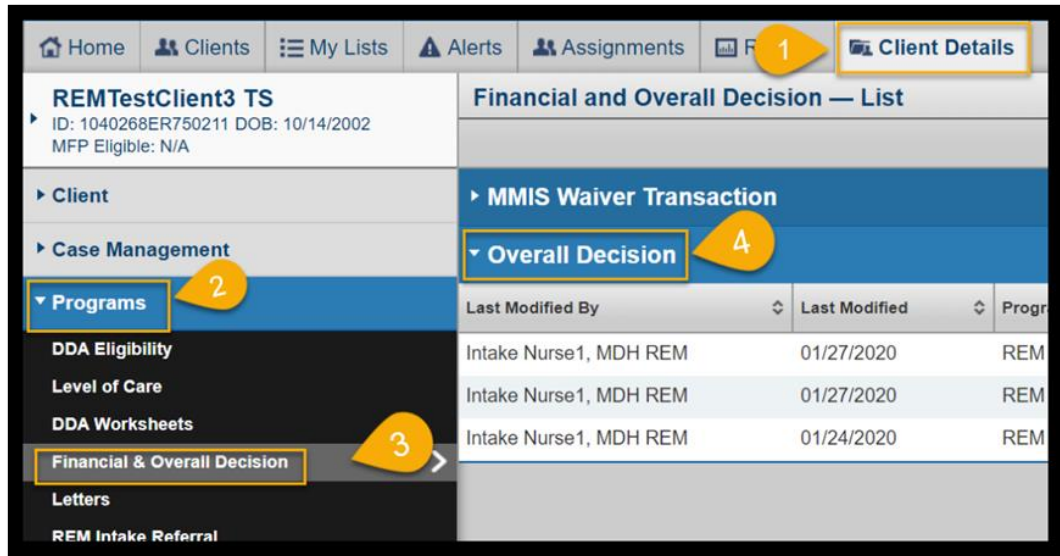 Home Clients My Lists Alerts Assignments 1 Client Details
REMTestClient3 TS
ID: 1040268ER750211 DOB: 10/14/2002
MFP Eligible: N/A
Client
Case Management
Programs 2
DDA Eligibility
Level of Care
DDA Worksheets
Financial & Overall Decision 3
Letters
REM Intake Referral
Financial and Overall Decision — List
MMIS Waiver Transaction
Overall Decision 4
Last Modified By Last Modified
Intake Nurse1, MDH REM 01/27/2020 REM
Intake Nurse1, MDH REM 01/27/2020 REM
Intake Nurse1, MDH REM 01/24/2020 REM